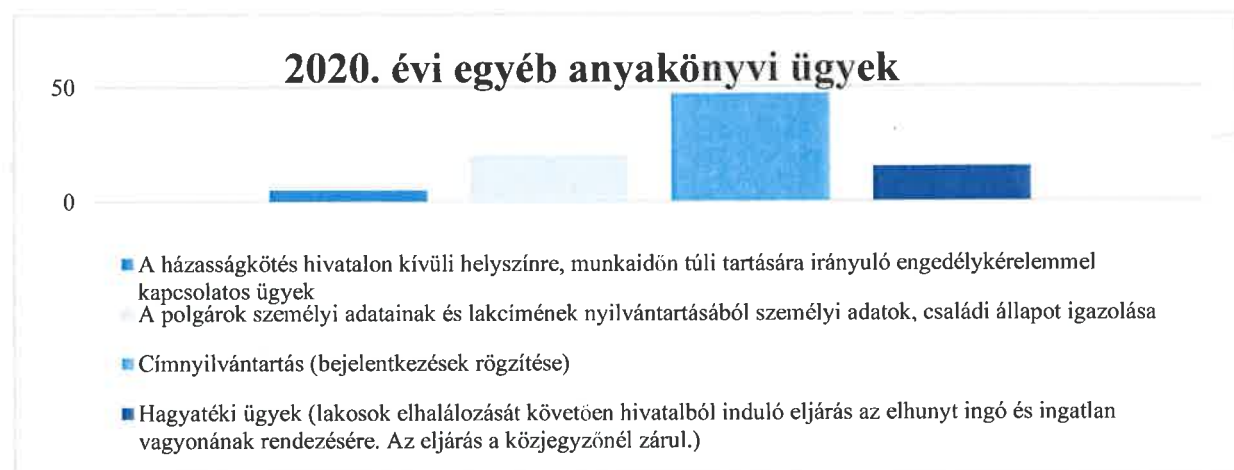 2020. évi egyéb anyakönyvi ügyek
50
0
A házasságkötés hivatalon kívüli helyszínre, munkaidőn túli tartására irányuló engedélykérelemmel
kapcsolatos ügyek
A polgárok személyi adatainak és lakcímének nyilvántartásából személyi adatok, családi állapot igazolása
Címnyilvántartás (bejelentkezések rögzítése)
Hagyatéki ügyek (lakosok elhalálozását követően hivatalból induló eljárás az elhunyt ingó és ingatlan
vagyonának rendezésére. Az eljárás a közjegyzőnél zárul.)